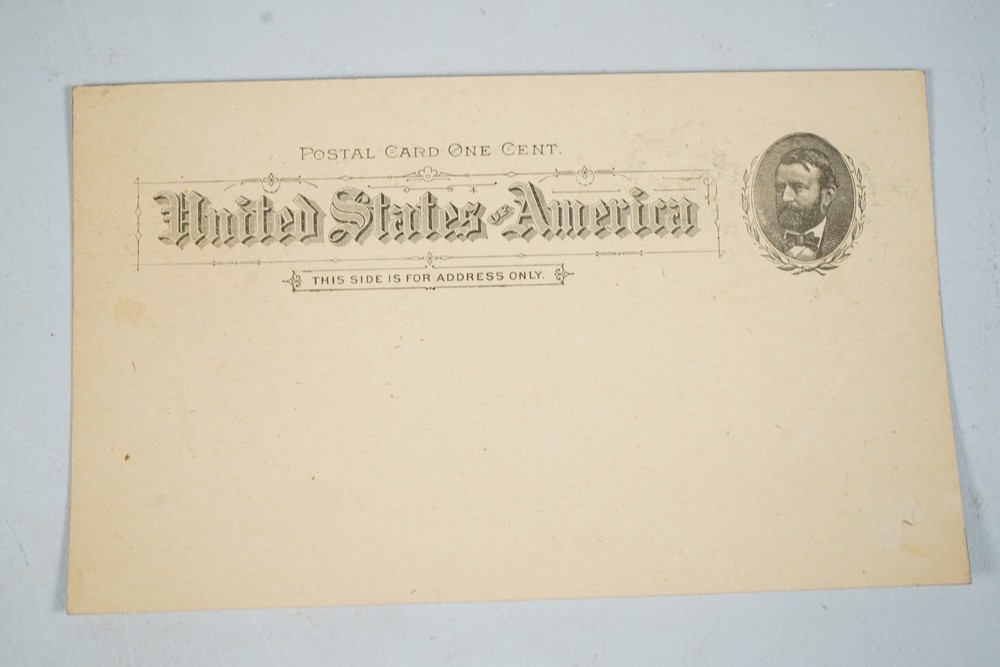 POSTAL CARD ONE CENT.
United States OF America
THIS SIDE IS FOR ADDRESS ONLY.